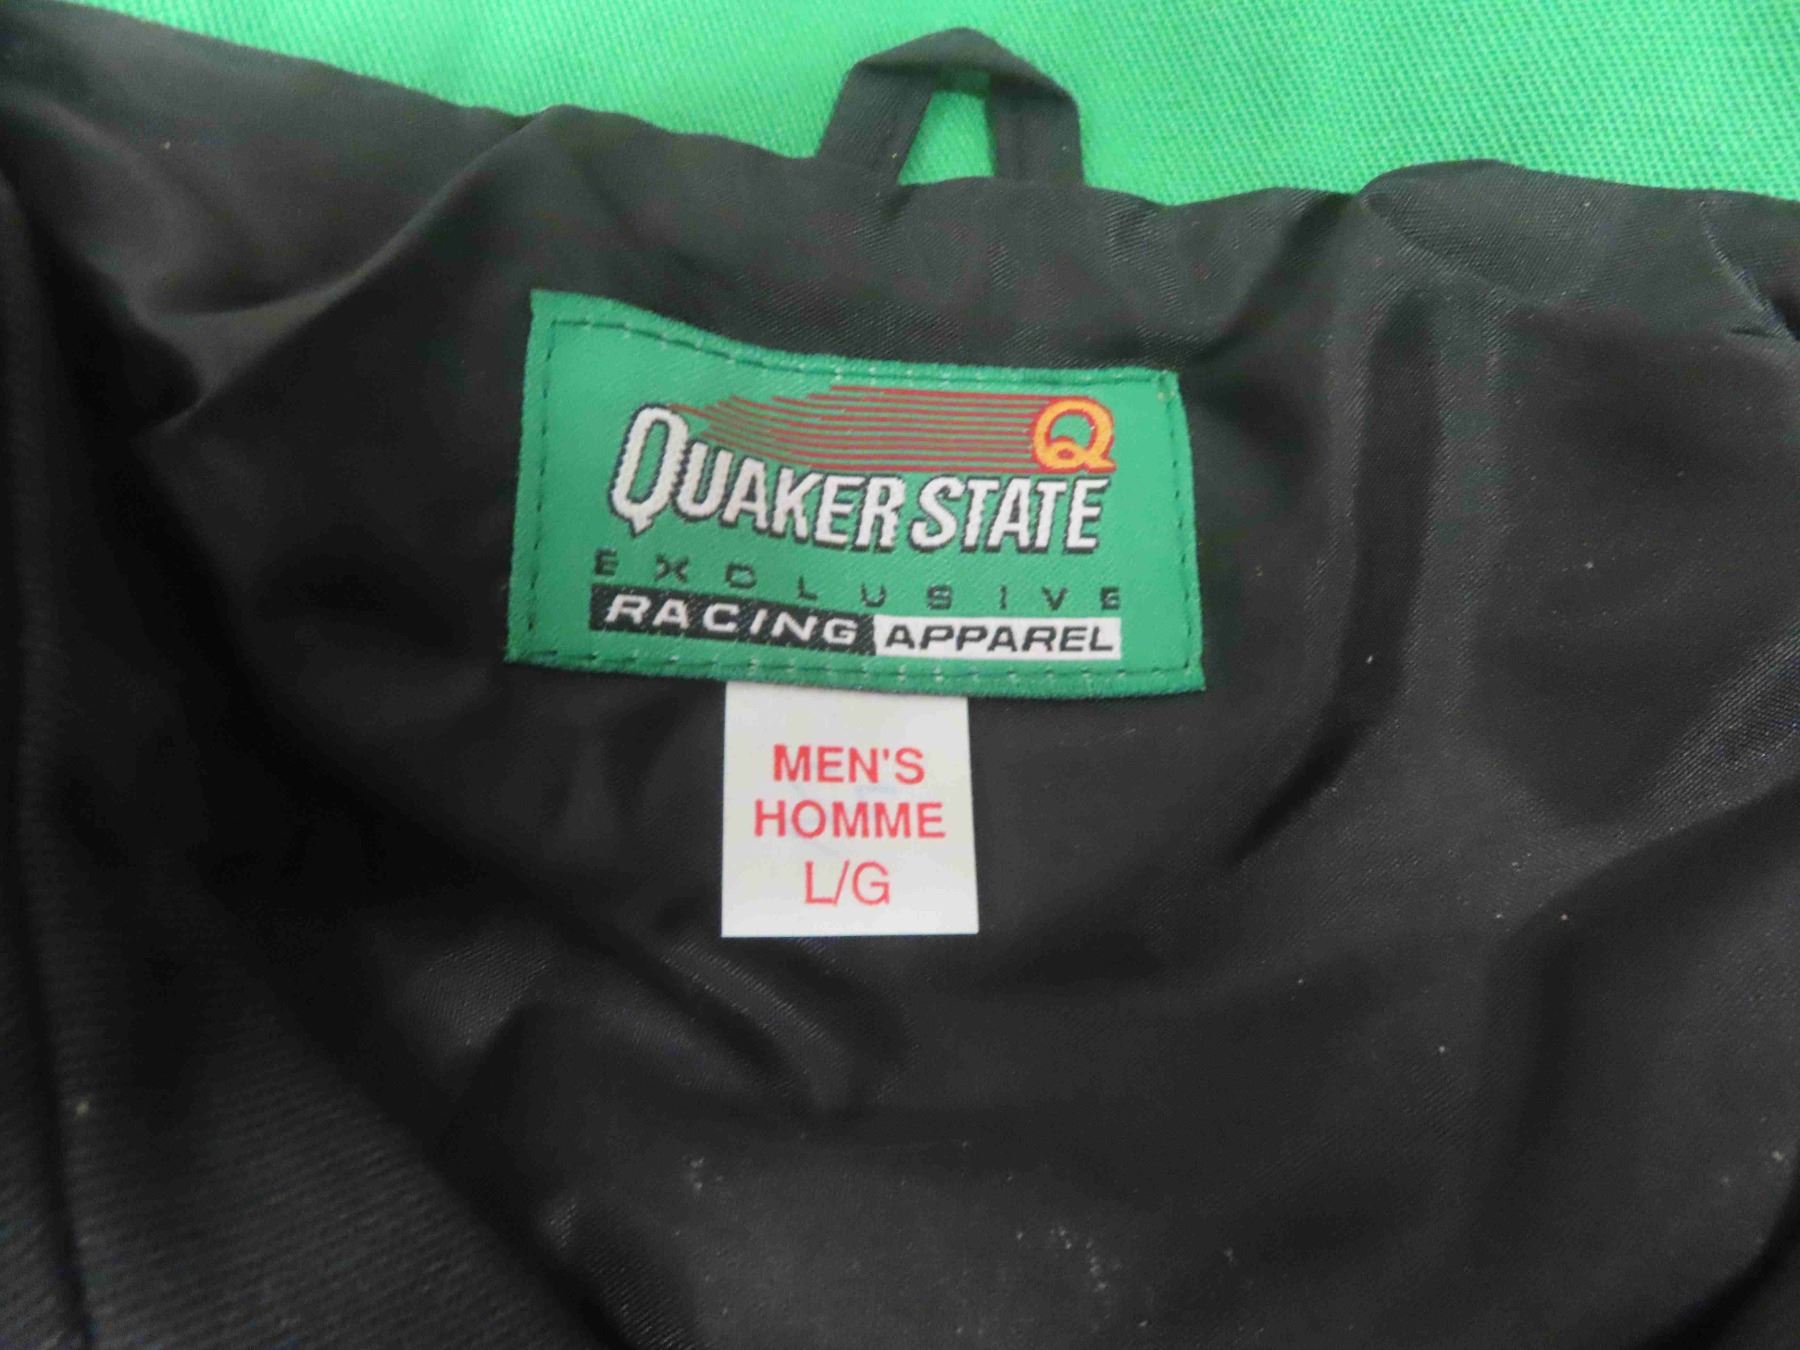 Q
QUAKER STATE
EXCLUSIVE
RACING APPAREL
MEN'S
HOMME
L/G